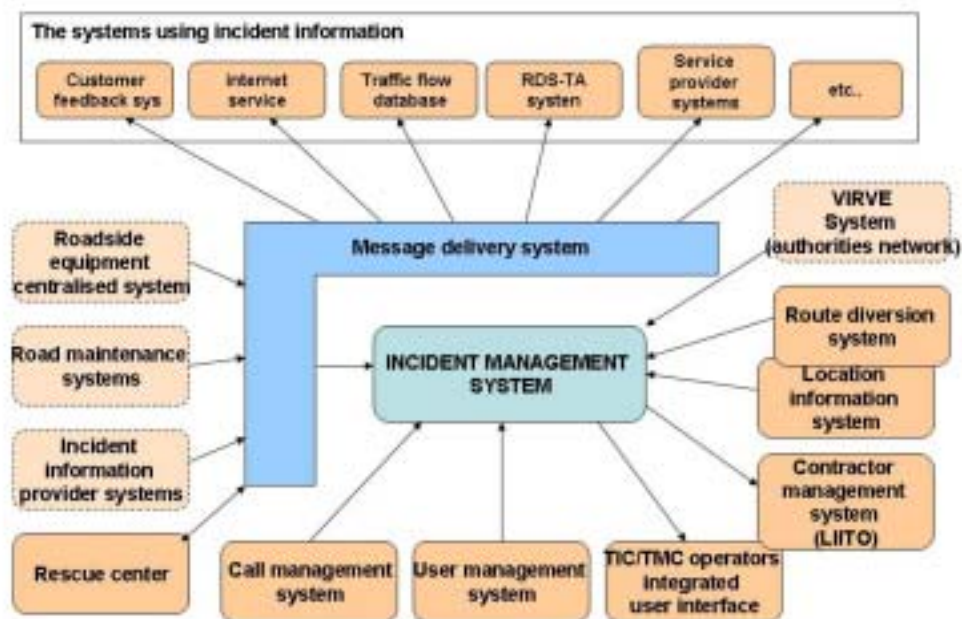 The systems using incident information
Customer
feedback sys
Internet
service
Traffic flow
database
RDS-TA
systen
Service
provider
systems
etc..
Message delivery system
VIRVE
System
(authorities network)
Roadside
equipment
centralised system
Road maintenance
systems
Incident
information
provider systems
Rescue center
INCIDENT MANAGEMENT
SYSTEM
Route diversion
system
Location
information
system
Contractor
management
system
(LIITO)
Call management
system
User management
system
TIC/TMC operators
integrated
user interface